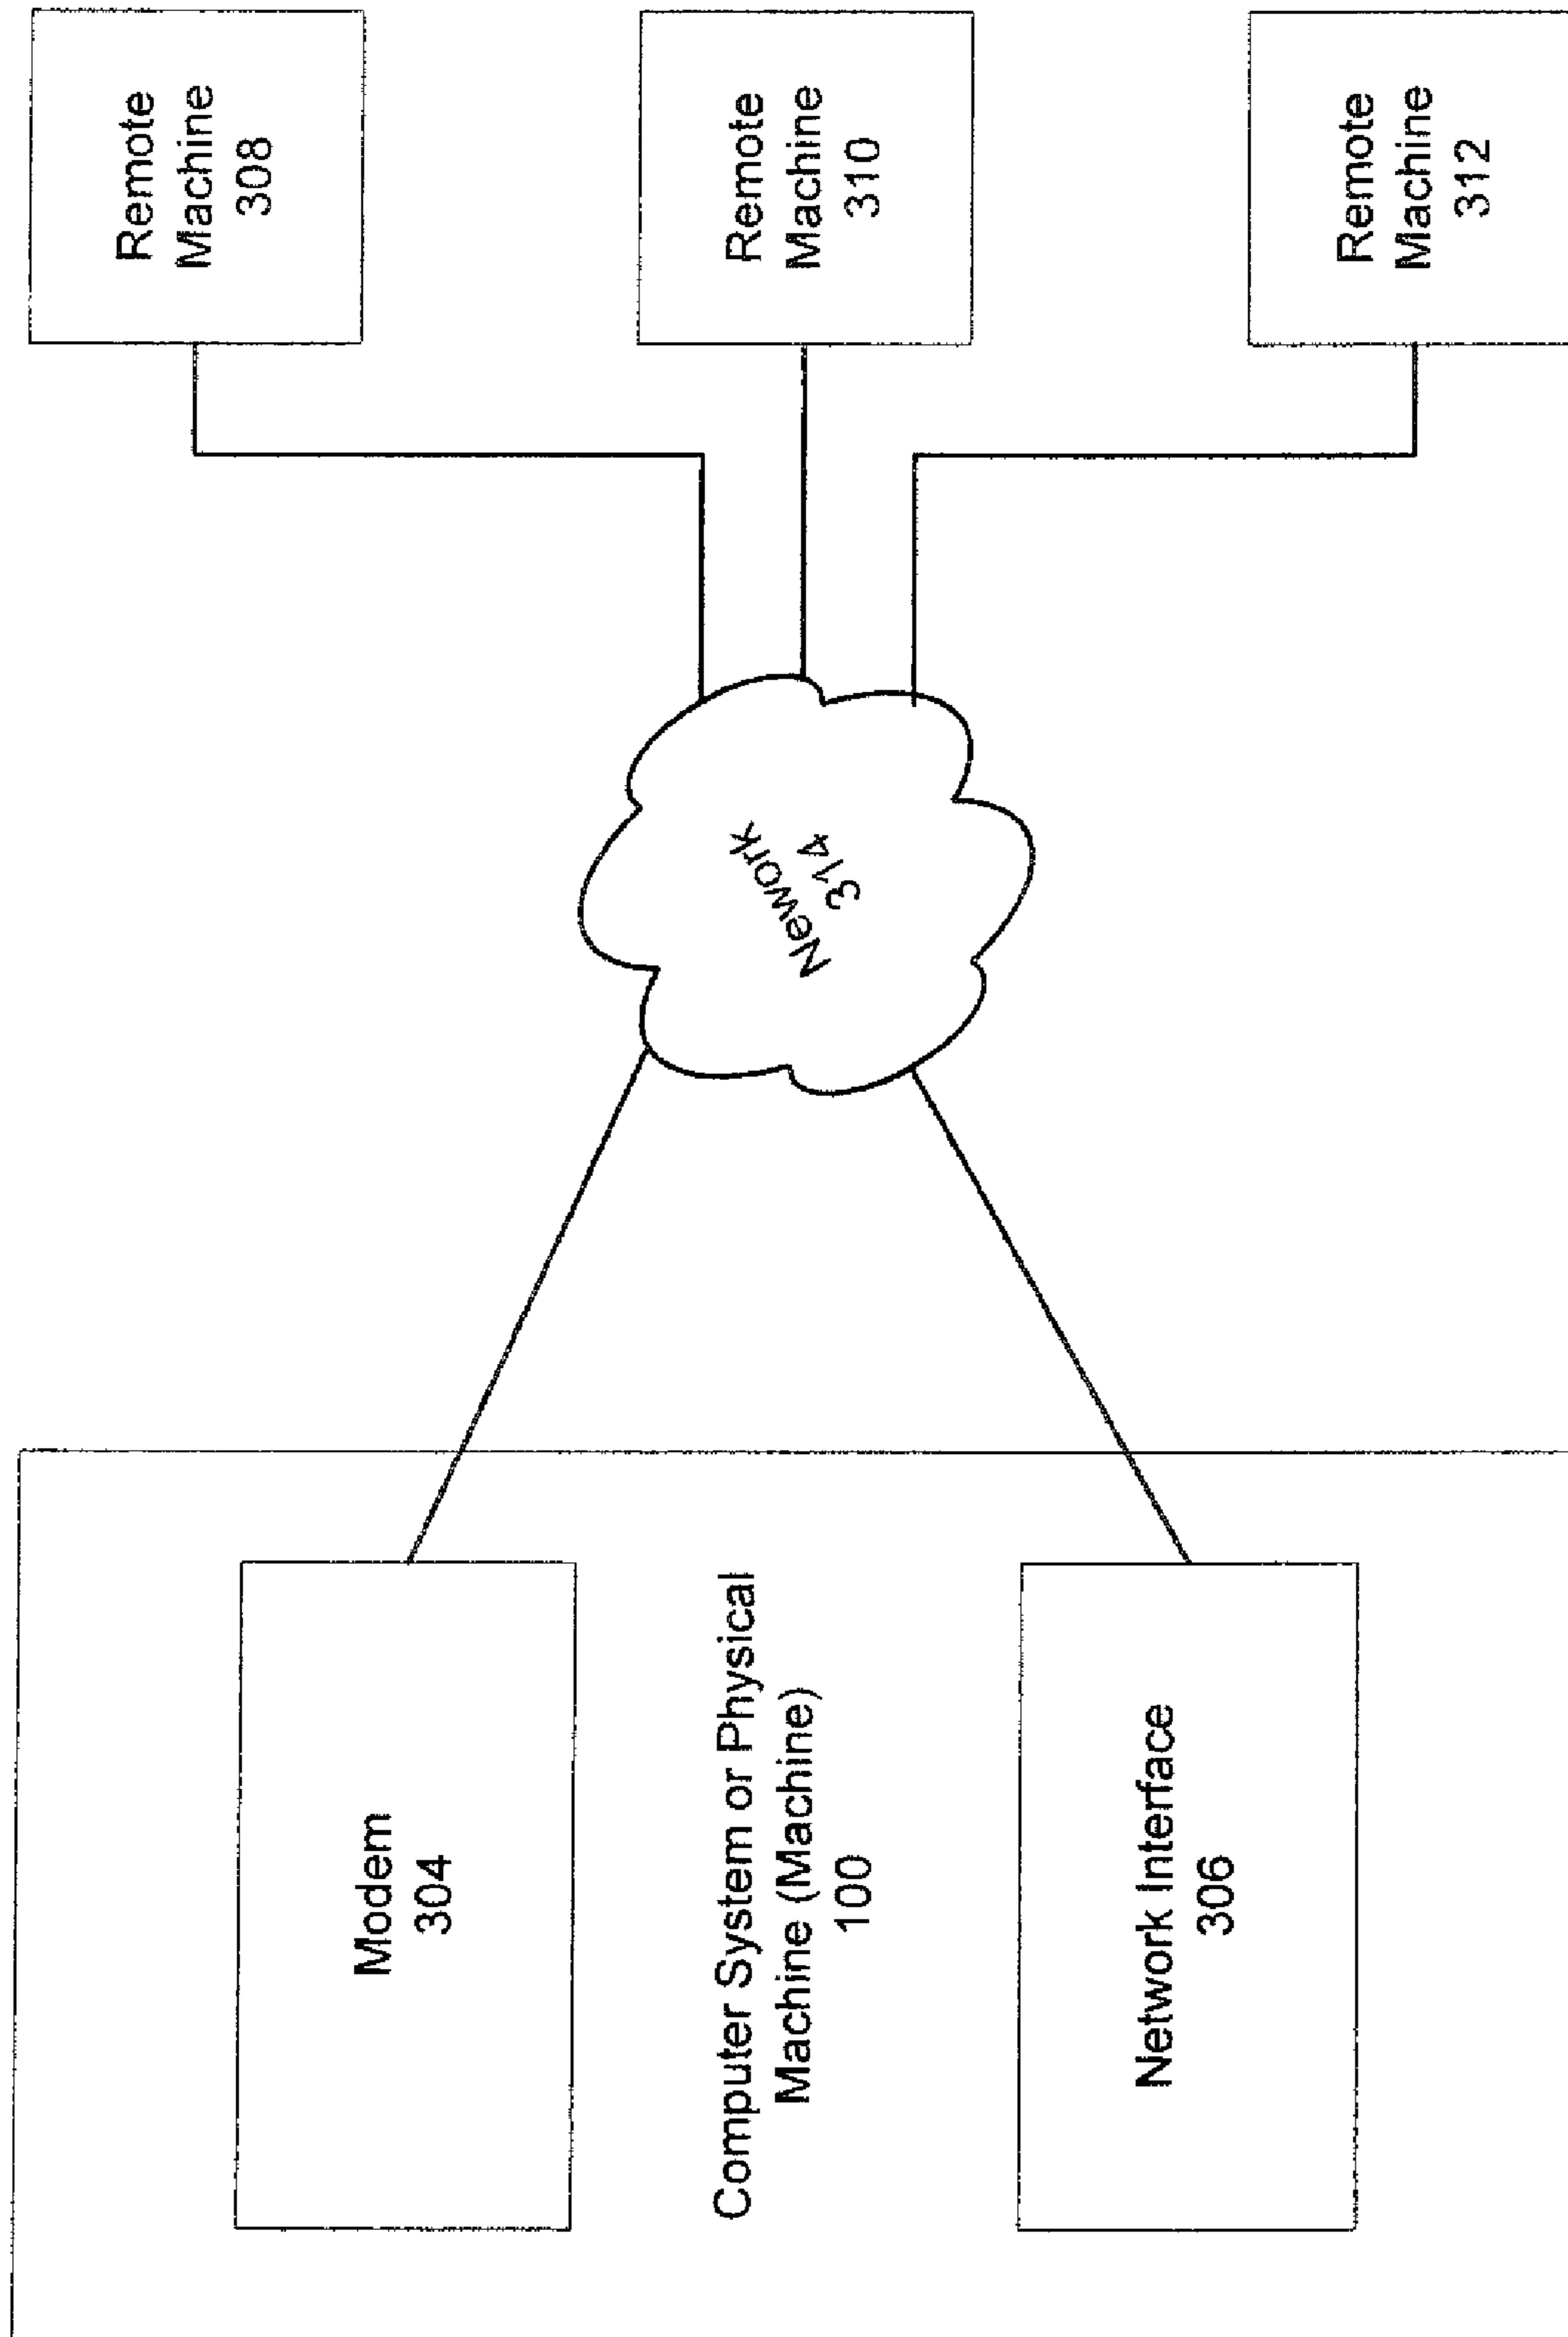 Modem
304
Computer System or Physical
Machine (Machine)
100
Network Interface
306
Nework
314
Remote
Machine
308
Remote
Machine
310
Remote
Machine
312